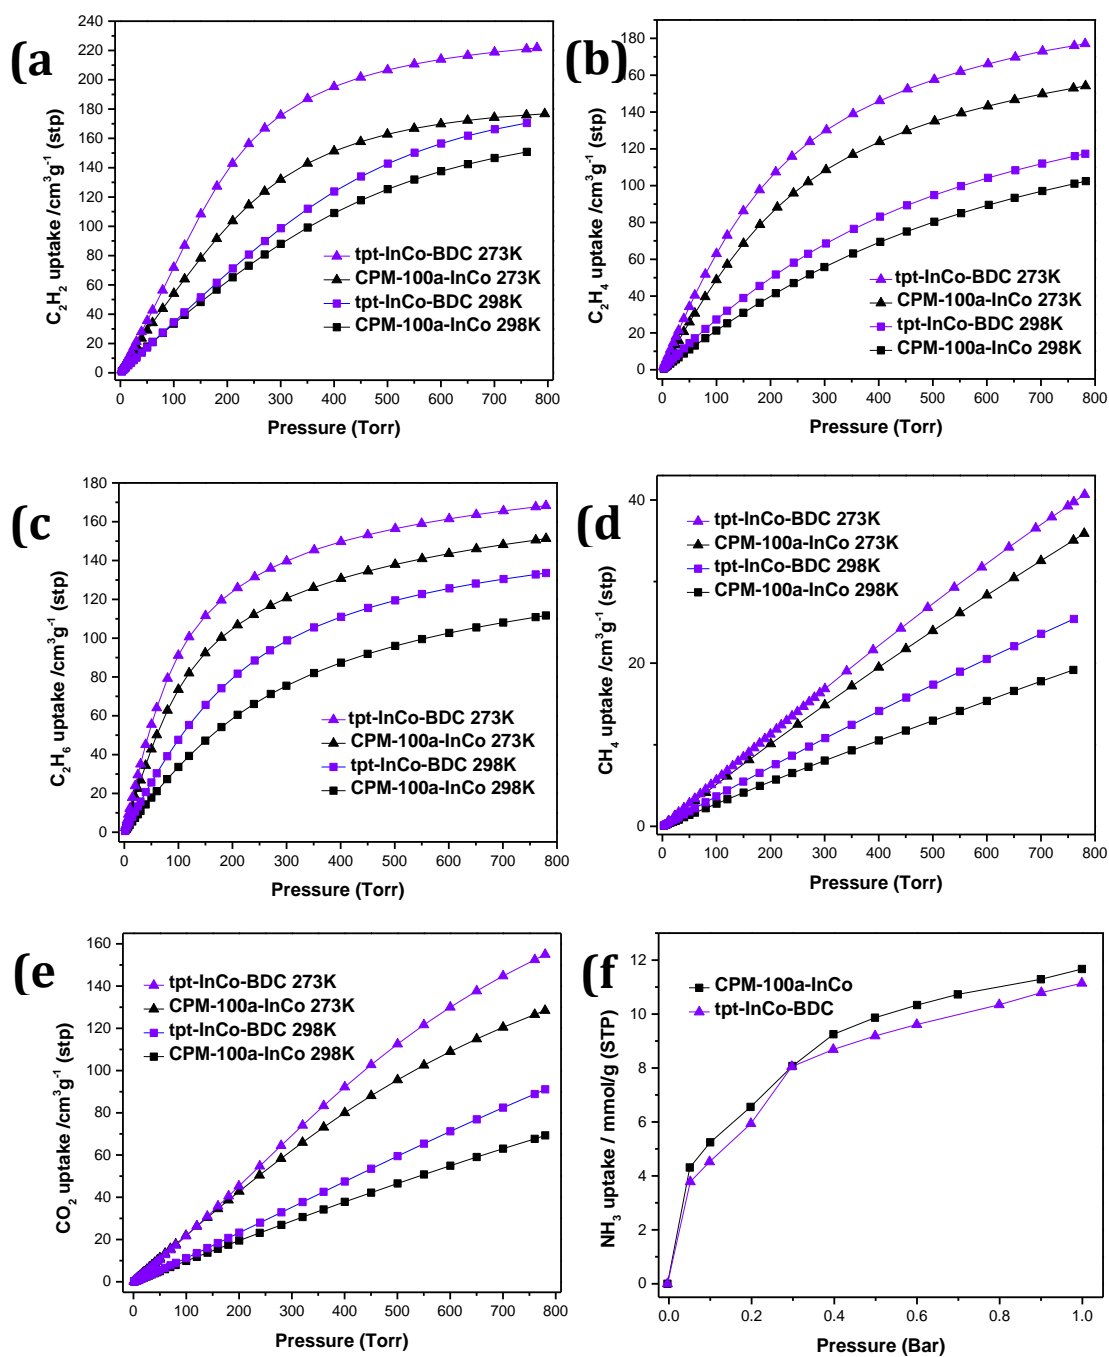 (a
C₂H₂ uptake /cm³g⁻¹ (stp)
240
220
200
180
160
140
120
100
80
60
40
20
0
tpt-InCo-BDC 273K
CPM-100a-InCo 273K
tpt-InCo-BDC 298K
CPM-100a-InCo 298K
0 100 200 300 400 500 600 700 800
Pressure (Torr)
(b)
C₂H₄ uptake /cm³g⁻¹ (stp)
180
160
140
120
100
80
60
40
20
0
tpt-InCo-BDC 273K
CPM-100a-InCo 273K
tpt-InCo-BDC 298K
CPM-100a-InCo 298K
0 100 200 300 400 500 600 700 800
Pressure (Torr)
(c
C₂H₆ uptake /cm³g⁻¹ (stp)
180
160
140
120
100
80
60
40
20
0
tpt-InCo-BDC 273K
CPM-100a-InCo 273K
tpt-InCo-BDC 298K
CPM-100a-InCo 298K
0 100 200 300 400 500 600 700 800
Pressure (Torr)
(d)
CH₄ uptake /cm³g⁻¹ (stp)
40
20
0
tpt-InCo-BDC 273K
CPM-100a-InCo 273K
tpt-InCo-BDC 298K
CPM-100a-InCo 298K
0 100 200 300 400 500 600 700 800
Pressure (Torr)
(e
CO₂ uptake /cm³g⁻¹ (stp)
160
140
120
100
80
60
40
20
0
tpt-InCo-BDC 273K
CPM-100a-InCo 273K
tpt-InCo-BDC 298K
CPM-100a-InCo 298K
0 100 200 300 400 500 600 700 800
Pressure (Torr)
(f
NH₃ uptake / mmol/g (STP)
12
10
8
6
4
2
0
CPM-100a-InCo
tpt-InCo-BDC
0.0 0.2 0.4 0.6 0.8 1.0
Pressure (Bar)